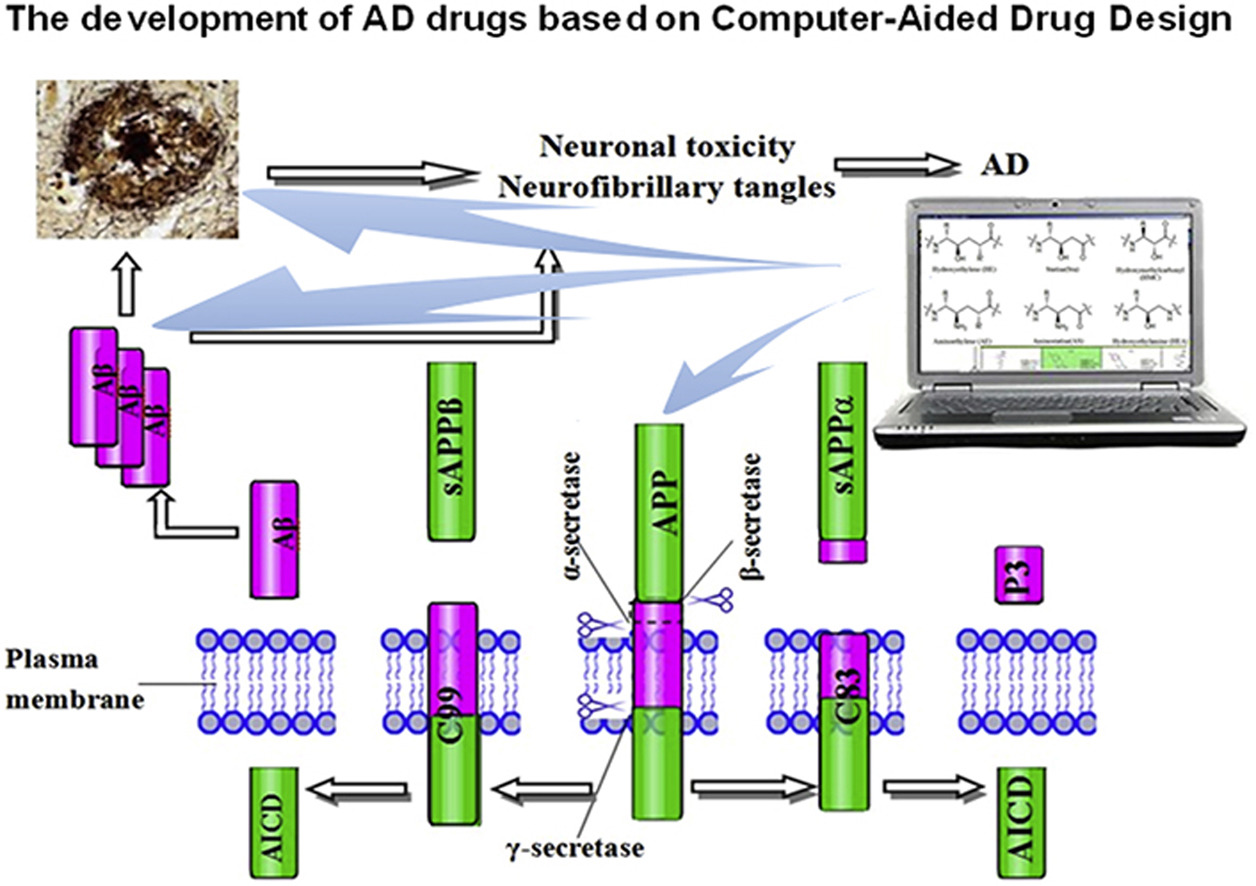 The development of AD drugs based on Computer-Aided Drug Design
Neuronal toxicity
Neurofibrillary tangles
AD
Hydroxyethylene (HE)
Statine(Sta)
Hydroxymethylcarbonyl
(HMC)
Aminoethylene (AE)
Aminostatine(AS)
Hydroxyethylamine (HEA)
Aβ
Aβ
Aβ
Aβ
sAPPβ
α-secretase
APP
β-secretase
sAPPα
P3
Plasma
membrane
C99
C83
AICD
AICD
γ-secretase